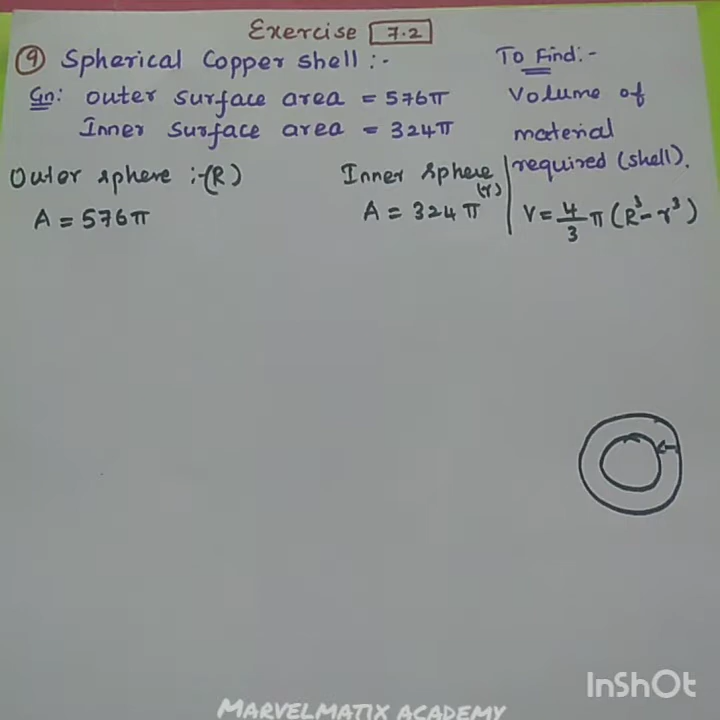 Exercise 7.2
9 Spherical Copper shell :-
Gn: outer surface area = 576π
Inner surface area = 324π
To Find:-
Volume of
material
required (shell).
V = 4/3 π (R³ - r³)
Outer sphere :- (R)
A = 576π
Inner sphere (r)
A = 324π
InShOt
MARVELMATIX ACADEMY